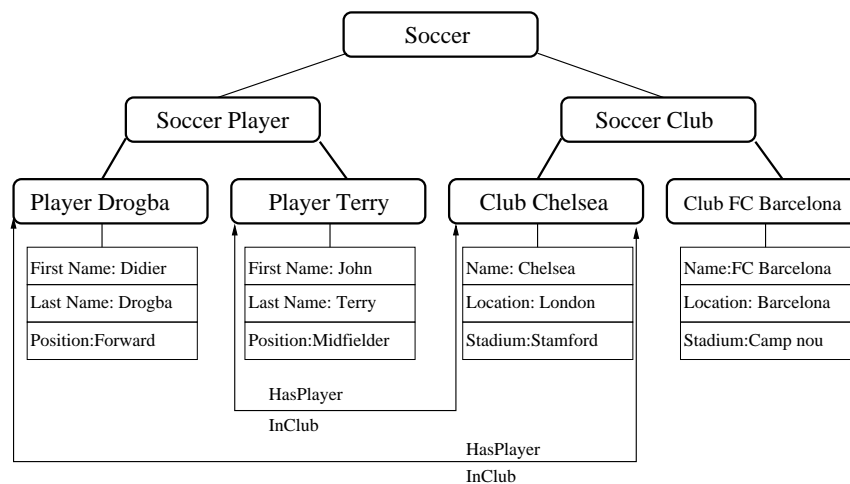 Soccer
Soccer Player
Soccer Club
Player Drogba
Player Terry
Club Chelsea
Club FC Barcelona
First Name: Didier
Last Name: Drogba
Position:Forward
First Name: John
Last Name: Terry
Position:Midfielder
Name: Chelsea
Location: London
Stadium:Stamford
Name:FC Barcelona
Location: Barcelona
Stadium:Camp nou
HasPlayer
InClub
HasPlayer
InClub